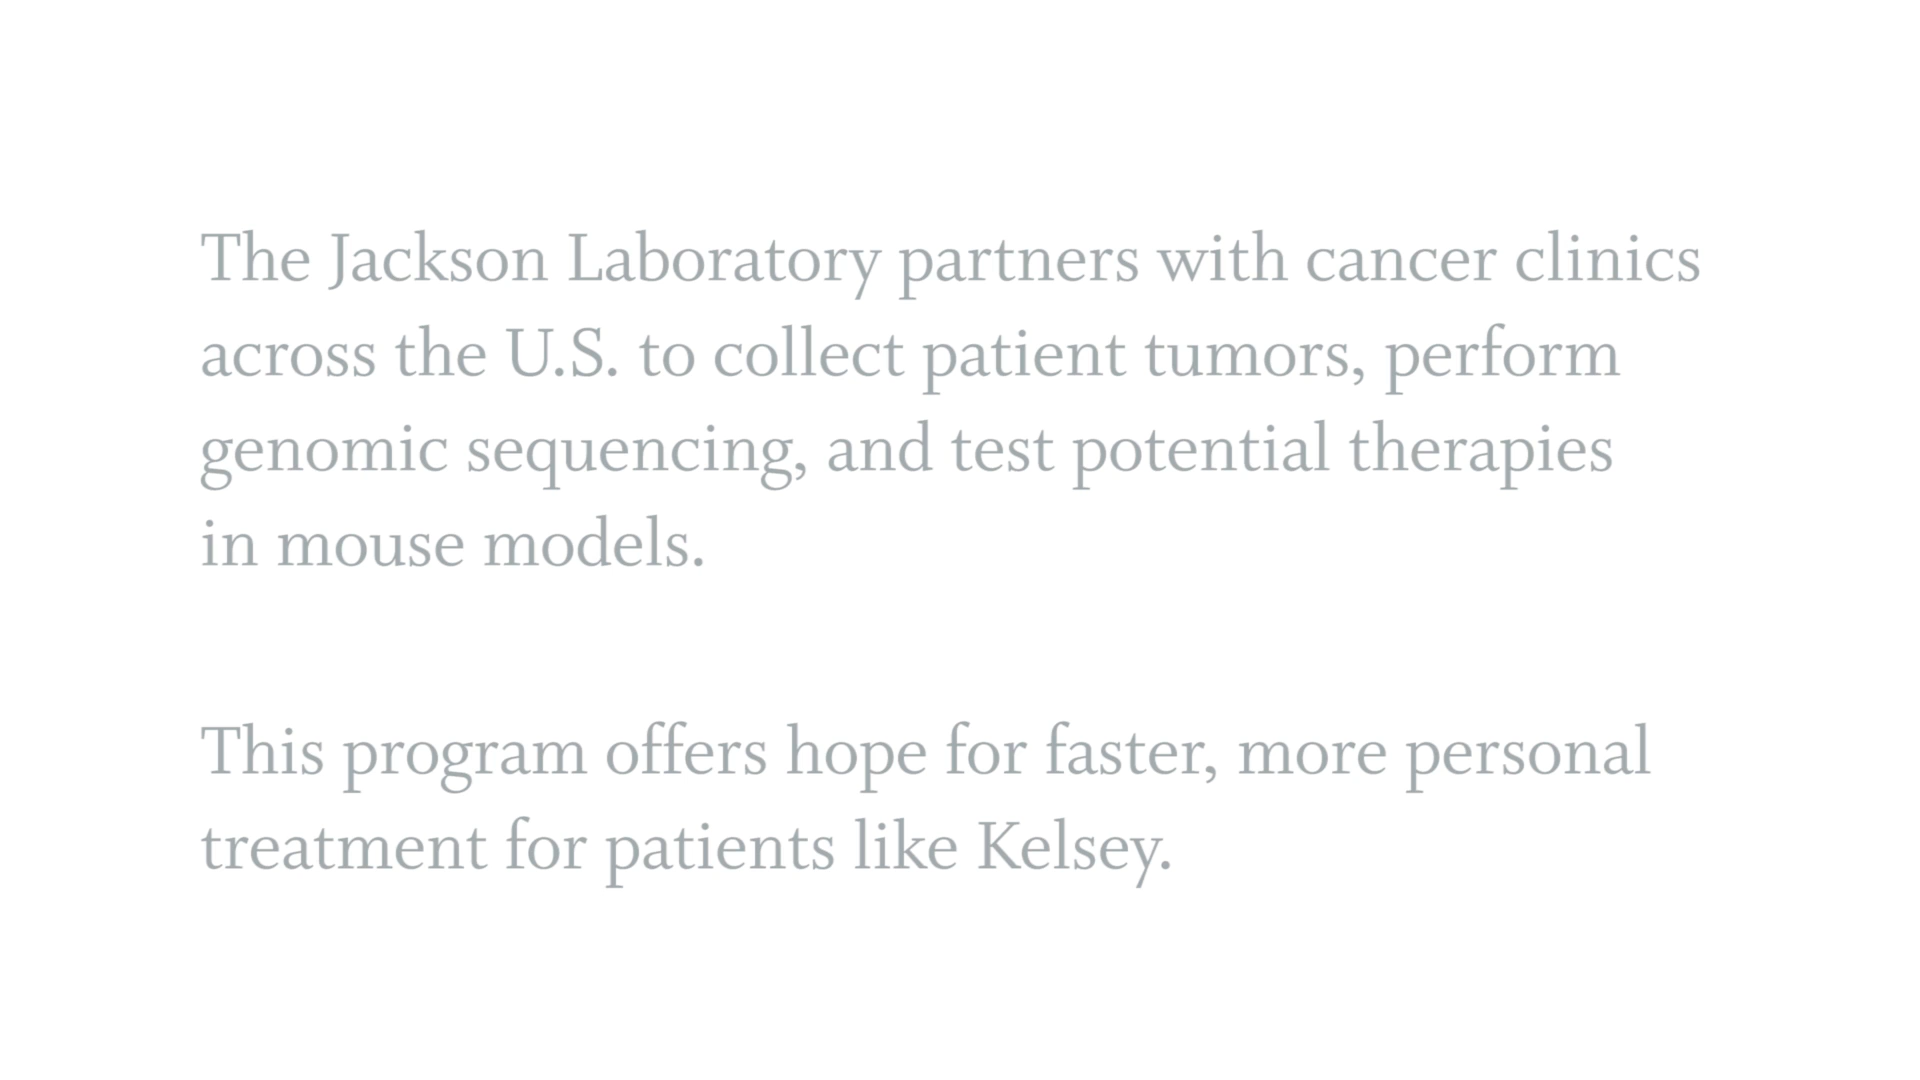 The Jackson Laboratory partners with cancer clinics
across the U.S. to collect patient tumors, perform
genomic sequencing, and test potential therapies
in mouse models.
This program offers hope for faster, more personal
treatment for patients like Kelsey.